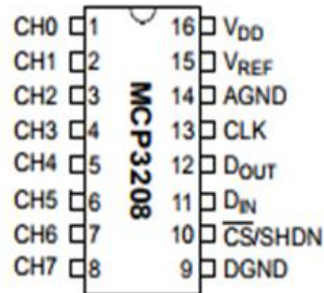 CH0 1 16 VDD
CH1 2 15 VREF
CH2 3 14 AGND
CH3 4 13 CLK
CH4 5 12 DOUT
CH5 6 11 DIN
CH6 7 10 C̅S̅/SHDN
CH7 8 9 DGND
MCP3208